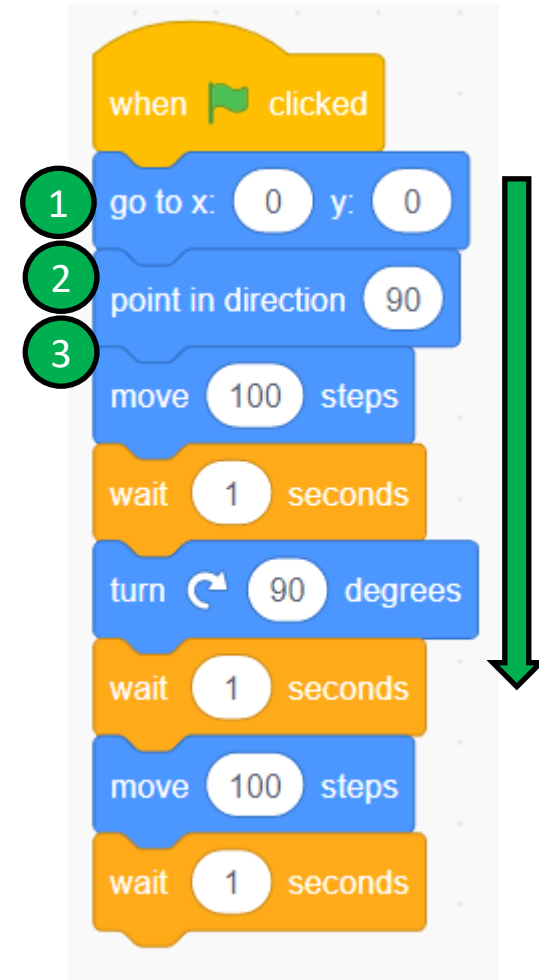 when clicked
1 go to x: 0 y: 0
2 point in direction 90
3
move 100 steps
wait 1 seconds
turn 90 degrees
wait 1 seconds
move 100 steps
wait 1 seconds